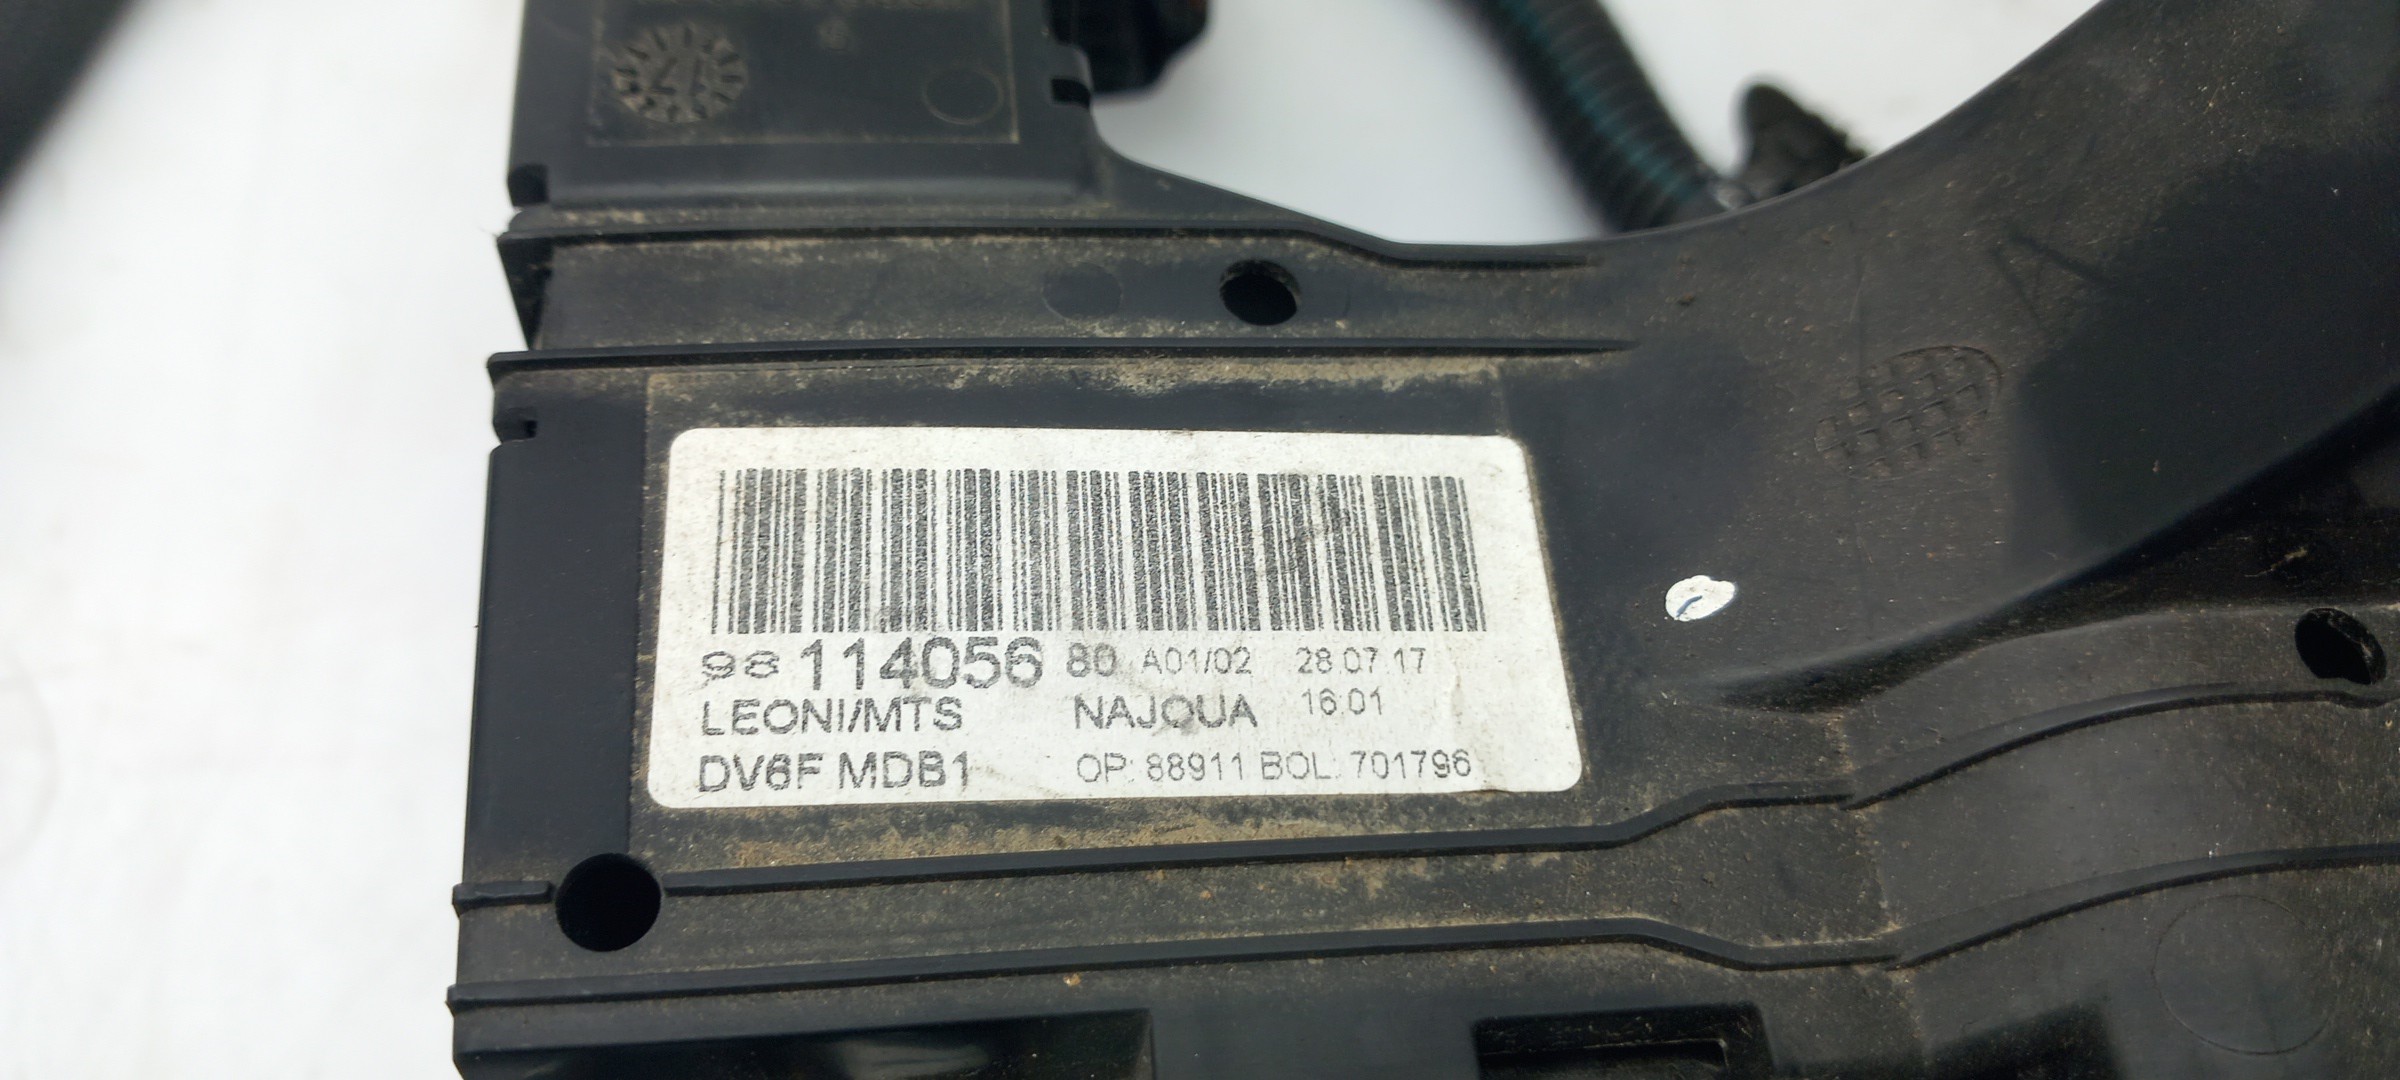 98 114056 80 A01/02 28.07.17
LEONI/MTS NAJOUA 16:01
DV6F MDB1 OP: 88911 BOL: 701796